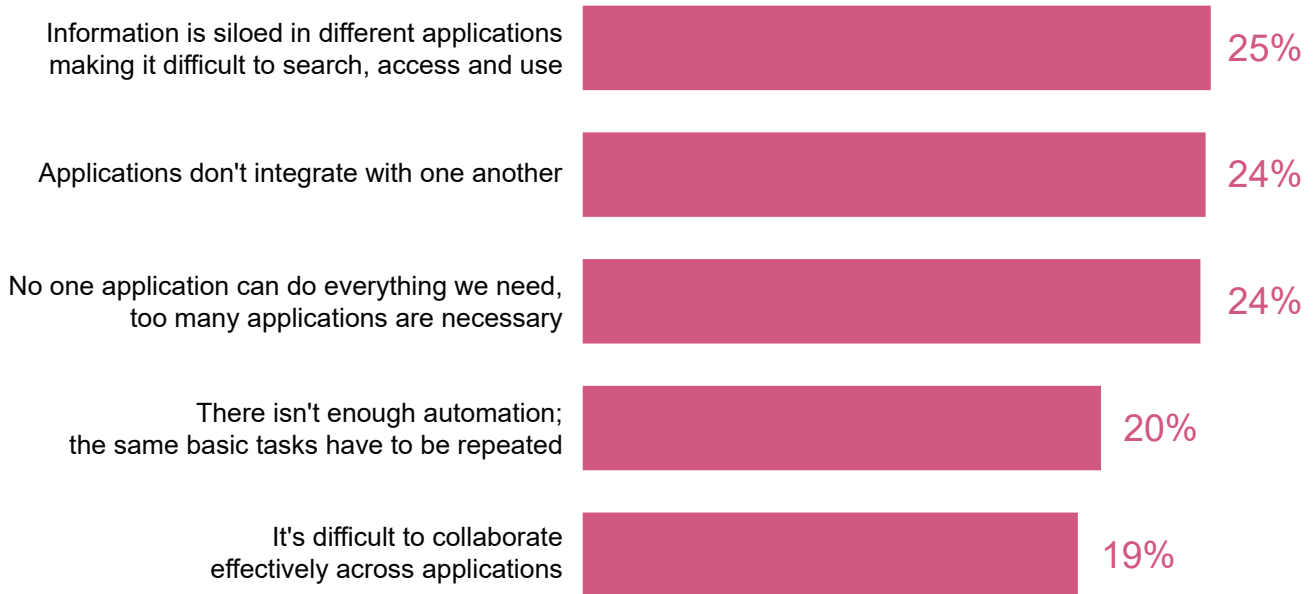 Information is siloed in different applications
making it difficult to search, access and use
25%
Applications don't integrate with one another
24%
No one application can do everything we need,
too many applications are necessary
24%
There isn't enough automation;
the same basic tasks have to be repeated
20%
It's difficult to collaborate
effectively across applications
19%